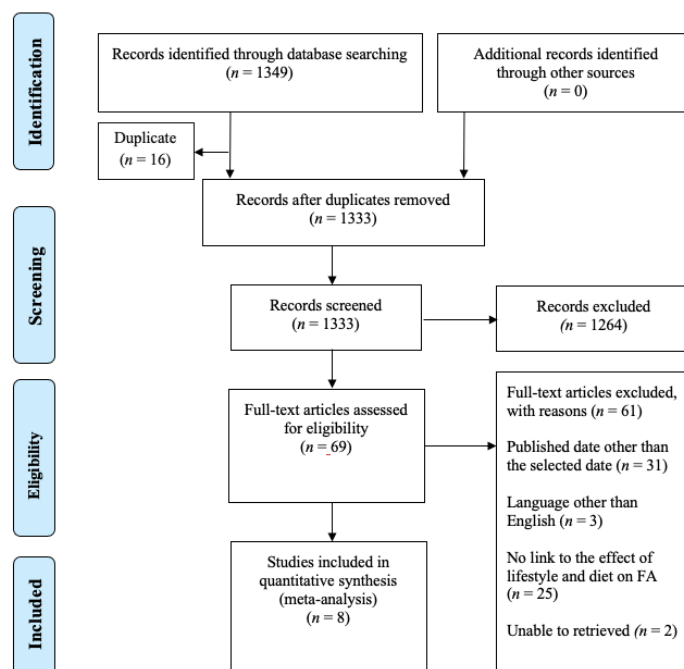 Identification
Records identified through database searching
(n = 1349)
Additional records identified
through other sources
(n = 0)
Duplicate
(n = 16)
Records after duplicates removed
(n = 1333)
Screening
Records screened
(n = 1333)
Records excluded
(n = 1264)
Eligibility
Full-text articles assessed
for eligibility
(n = 69)
Full-text articles excluded,
with reasons (n = 61)
Published date other than
the selected date (n = 31)
Language other than
English (n = 3)
No link to the effect of
lifestyle and diet on FA
(n = 25)
Unable to retrieved (n = 2)
Included
Studies included in
quantitative synthesis
(meta-analysis)
(n = 8)